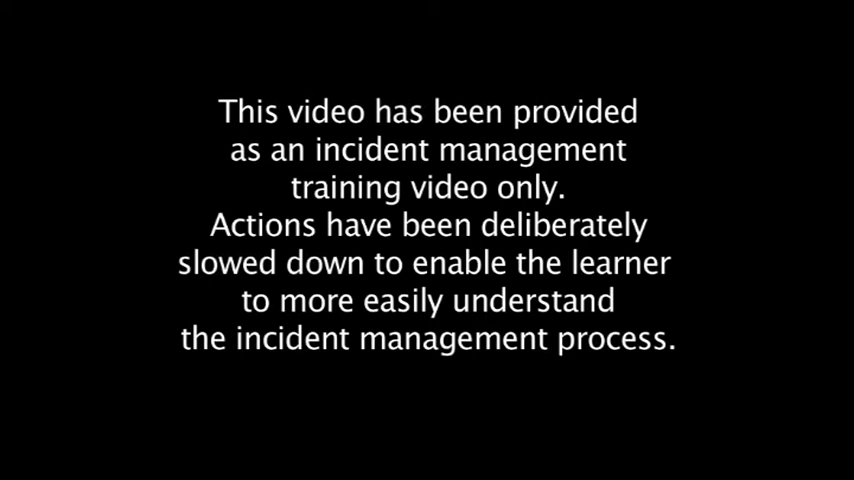 This video has been provided
as an incident management
training video only.
Actions have been deliberately
slowed down to enable the learner
to more easily understand
the incident management process.